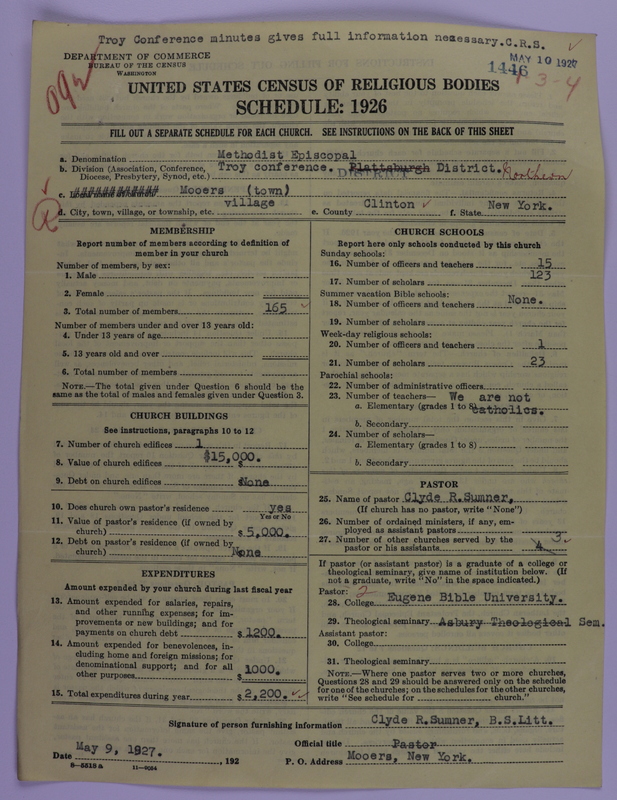 Troy Conference minutes gives full information necessary.C.R.S.
DEPARTMENT OF COMMERCE
BUREAU OF THE CENSUS
WASHINGTON
MAY 10 1927
1446
3-4
UNITED STATES CENSUS OF RELIGIOUS BODIES
SCHEDULE: 1926
FILL OUT A SEPARATE SCHEDULE FOR EACH CHURCH. SEE INSTRUCTIONS ON THE BACK OF THIS SHEET
a. Denomination Methodist Episcopal
b. Division (Association, Conference, Diocese, Presbytery, Synod, etc.) Troy conference. Plattsburgh District. Northern
c. ############ Mooers (town)
d. City, town, village, or township, etc. village e. County Clinton f. State New York.
MEMBERSHIP
Report number of members according to definition of
member in your church
Number of members, by sex:
1. Male
2. Female
3. Total number of members 165
Number of members under and over 13 years old:
4. Under 13 years of age
5. 13 years old and over
6. Total number of members
NOTE.—The total given under Question 6 should be the
same as the total of males and females given under Question 3.
CHURCH BUILDINGS
See instructions, paragraphs 10 to 12
7. Number of church edifices 1
8. Value of church edifices $15,000.
9. Debt on church edifices None
10. Does church own pastor's residence yes
Yes or No
11. Value of pastor's residence (if owned by
church) $5,000.
12. Debt on pastor's residence (if owned by
church) None
EXPENDITURES
Amount expended by your church during last fiscal year
13. Amount expended for salaries, repairs,
and other running expenses; for im-
provements or new buildings; and for
payments on church debt $1200.
14. Amount expended for benevolences, in-
cluding home and foreign missions; for
denominational support; and for all
other purposes $1000.
15. Total expenditures during year $2,200.
CHURCH SCHOOLS
Report here only schools conducted by this church
Sunday schools:
16. Number of officers and teachers 15
17. Number of scholars 123
Summer vacation Bible schools:
18. Number of officers and teachers None.
19. Number of scholars
Week-day religious schools:
20. Number of officers and teachers 1
21. Number of scholars 23
Parochial schools:
22. Number of administrative officers
23. Number of teachers— We are not
a. Elementary (grades 1 to 8) catholics.
b. Secondary
24. Number of scholars—
a. Elementary (grades 1 to 8)
b. Secondary
PASTOR
25. Name of pastor Clyde R.Sumner,
(If church has no pastor, write "None")
26. Number of ordained ministers, if any, em-
ployed as assistant pastors
27. Number of other churches served by the
pastor or his assistants 4 3
If pastor (or assistant pastor) is a graduate of a college or
theological seminary, give name of institution below. (If
not a graduate, write "No" in the space indicated.)
Pastor: 2
28. College Eugene Bible University.
29. Theological seminary Asbury Theological Sem.
Assistant pastor:
30. College
31. Theological seminary
NOTE.—Where one pastor serves two or more churches,
Questions 28 and 29 should be answered only on the schedule
for one of the churches; on the schedules for the other churches,
write "See schedule for church."
Signature of person furnishing information Clyde R.Sumner, B.S.Litt.
Official title Pastor
Date May 9, 1927. , 192
P. O. Address Mooers, New York.
8-5518 a 11-9054